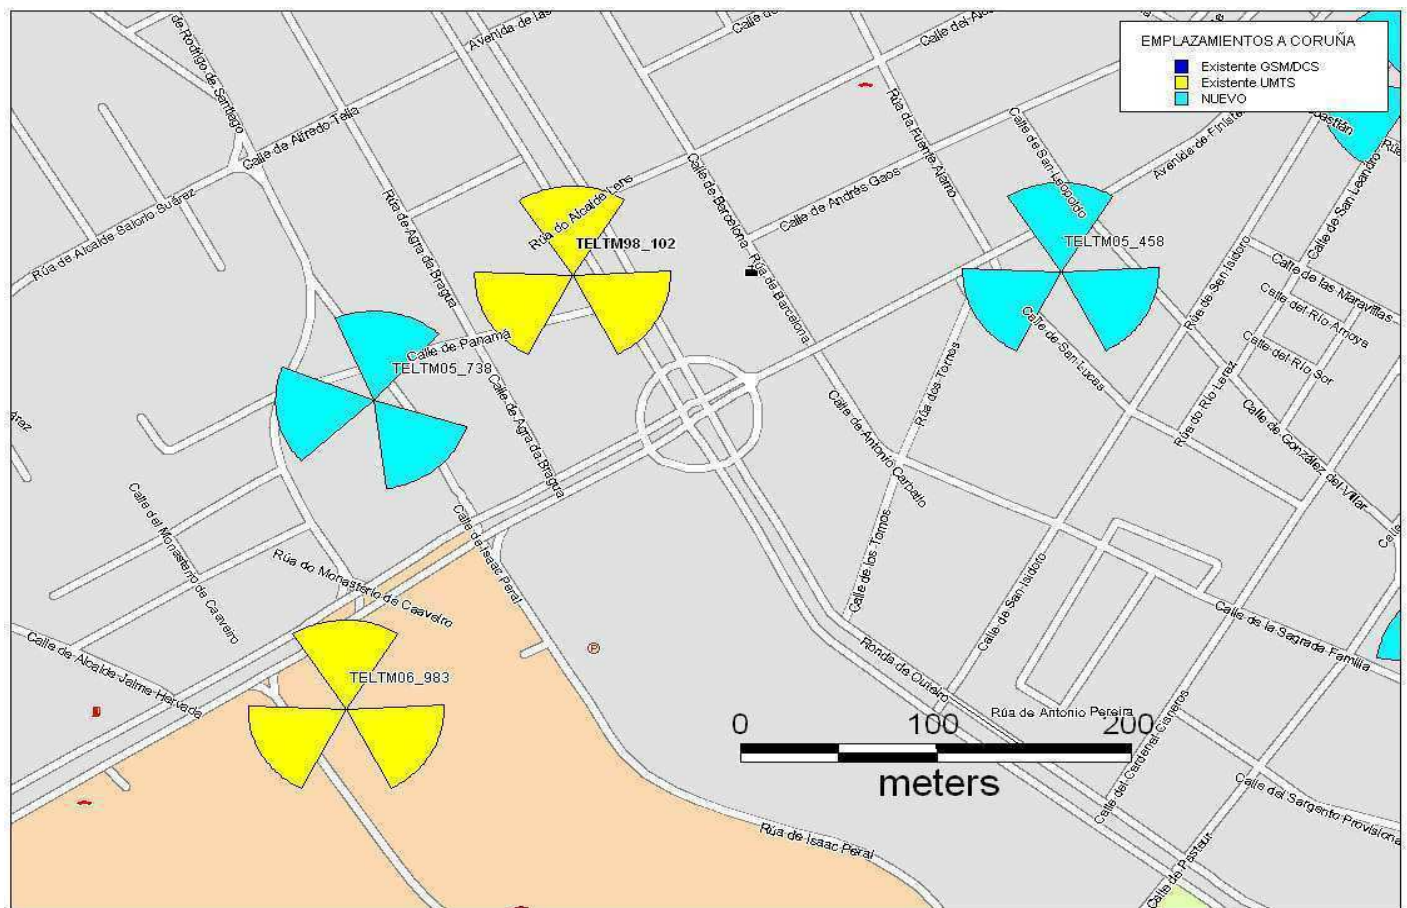 EMPLAZAMIENTOS A CORUÑA
Existente GSM/DCS
Existente UMTS
NUEVO
de Rodrigo de Santiago
Avenida de las
Calle de
Calle del
Calle de Alfredo Tella
Rúa de Alcalde Salorio Suárez
Rúa de Agra da Bragua
Rúa do Alcalde Lens
TELTM98_102
Calle de Barcelona
Rúa de Barcelona
Calle de Andrés Gaos
Rúa da Fuente Alamo
Calle de San Leopoldo
Avenida de
TELTM05_458
Calle de San Leandro
Rúa de San Isidoro
Calle de las Maravillas
Calle del Río Arnoya
Calle del Río Sor
Calle de Panamá
TELTM05_738
Calle de Agra da Bragua
Calle de San Lucas
Rúa dos Tornos
Rúa do Río Lerez
Calle de González del Villar
Calle de Antonio Carballo
Calle del Monasterio de Caaveiro
Rúa do Monasterio de Caaveiro
Calle de Isaac Peral
Calle de los Tornos
Calle de San Isidoro
Calle de la Sagrada Familia
Calle de Alcalde Jaime Hervada
TELTM06_983
P
Ronda de Outeiro
Rúa de Antonio Pereira
0 100 200
meters
Calle del Cardenal Cisneros
Calle del Sargento Provisiona
Rúa de Isaac Peral
Calle de Pasteur